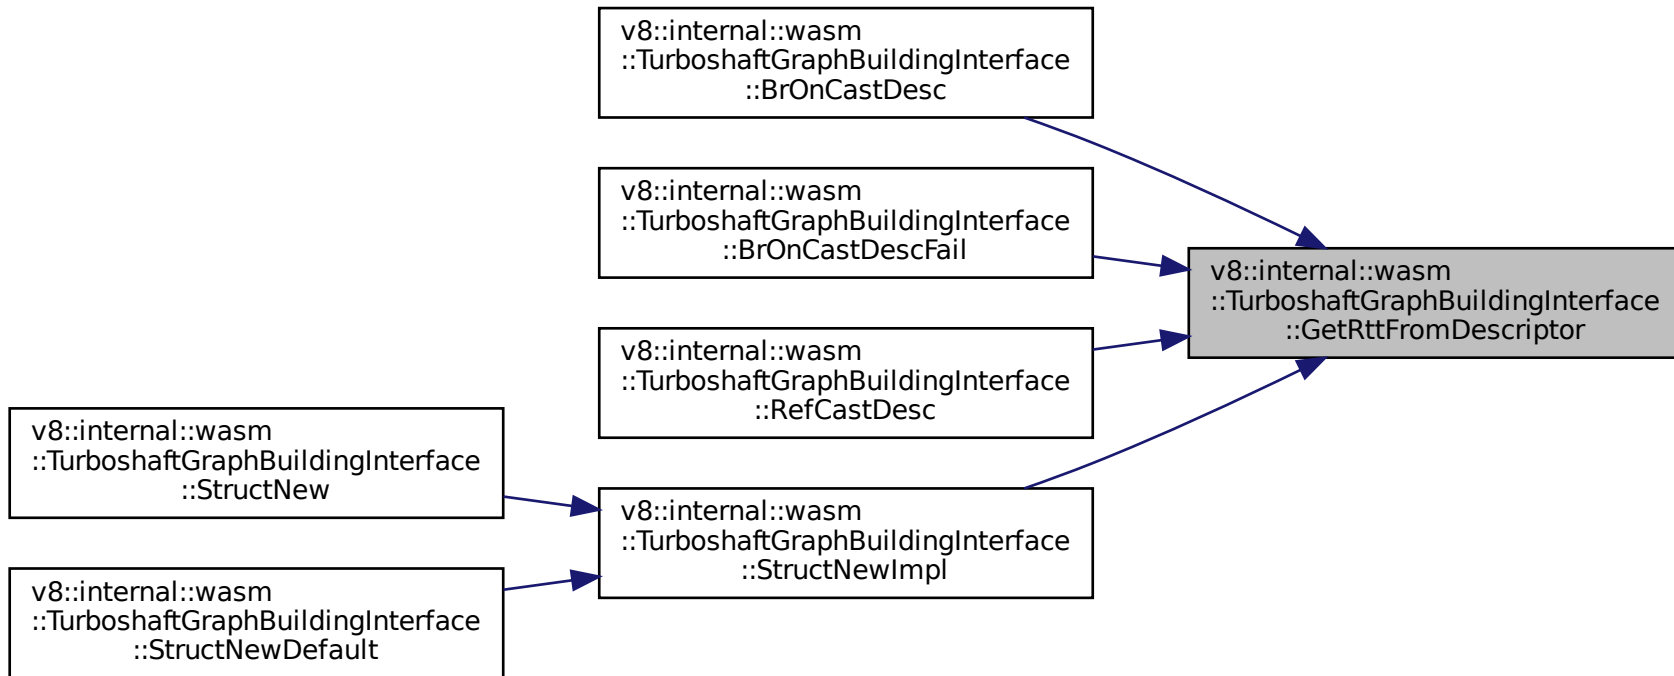 v8::internal::wasm
::TurboshaftGraphBuildingInterface
::BrOnCastDesc
v8::internal::wasm
::TurboshaftGraphBuildingInterface
::BrOnCastDescFail
v8::internal::wasm
::TurboshaftGraphBuildingInterface
::GetRttFromDescriptor
v8::internal::wasm
::TurboshaftGraphBuildingInterface
::RefCastDesc
v8::internal::wasm
::TurboshaftGraphBuildingInterface
::StructNew
v8::internal::wasm
::TurboshaftGraphBuildingInterface
::StructNewImpl
v8::internal::wasm
::TurboshaftGraphBuildingInterface
::StructNewDefault